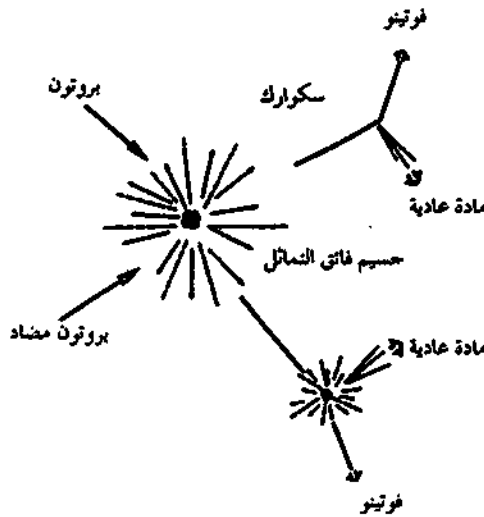 فوتينو
سكوارك
بروتون
مادة عادية
جسيم فائق التماثل
بروتون مضاد
مادة عادية
فوتينو